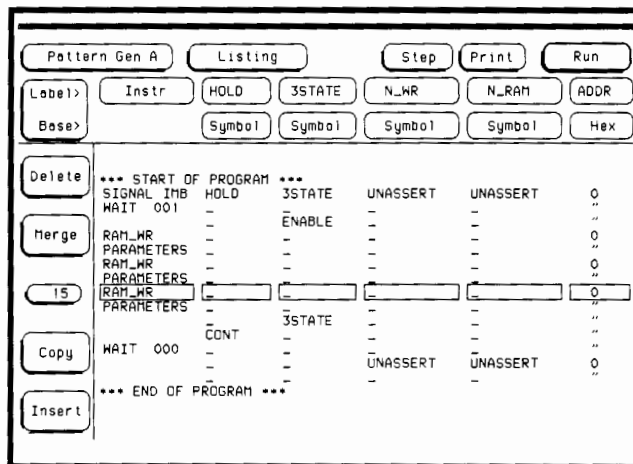 Pattern Gen A Listing Step Print Run
Label> Instr HOLD 3STATE N_WR N_RAM ADDR
Base> Symbol Symbol Symbol Symbol Hex
Delete
*** START OF PROGRAM ***
SIGNAL IMB HOLD 3STATE UNASSERT UNASSERT 0
WAIT 001 _ _ _ _ "
_ ENABLE _ _ "
Merge
RAM_WR _ _ _ _ 0
PARAMETERS _ _ _ _ "
RAM_WR _ _ _ _ 0
PARAMETERS _ _ _ _ "
15 RAM_WR _ _ _ _ 0
PARAMETERS _ _ _ _ "
_ 3STATE _ _ "
CONT _ _ _ "
Copy WAIT 000 _ _ _ _ "
_ _ UNASSERT UNASSERT 0
_ _ _ _ "
*** END OF PROGRAM ***
Insert